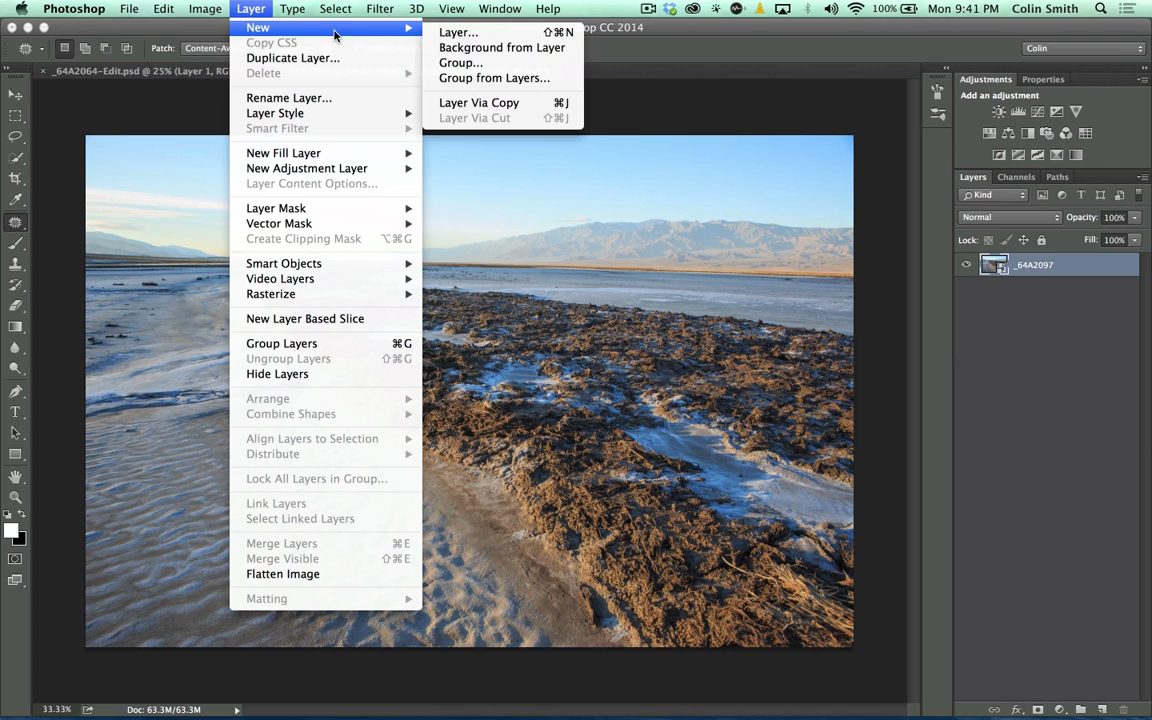 Photoshop File Edit Image Layer Type Select Filter 3D View Window Help 100% Mon 9:41 PM Colin Smith
op CC 2014
Patch: Content-Aw
Colin
_64A2064-Edit.psd @ 25% (Layer 1, RG
New
Copy CSS
Duplicate Layer...
Delete
Rename Layer...
Layer Style
Smart Filter
New Fill Layer
New Adjustment Layer
Layer Content Options...
Layer Mask
Vector Mask
Create Clipping Mask ⌥⌘G
Smart Objects
Video Layers
Rasterize
New Layer Based Slice
Group Layers ⌘G
Ungroup Layers ⇧⌘G
Hide Layers
Arrange
Combine Shapes
Align Layers to Selection
Distribute
Lock All Layers in Group...
Link Layers
Select Linked Layers
Merge Layers ⌘E
Merge Visible ⇧⌘E
Flatten Image
Matting
Layer... ⇧⌘N
Background from Layer
Group...
Group from Layers...
Layer Via Copy ⌘J
Layer Via Cut ⇧⌘J
Adjustments Properties
Add an adjustment
Layers Channels Paths
Kind
Normal Opacity: 100%
Lock: Fill: 100%
_64A2097
33.33% Doc: 63.3M/63.3M